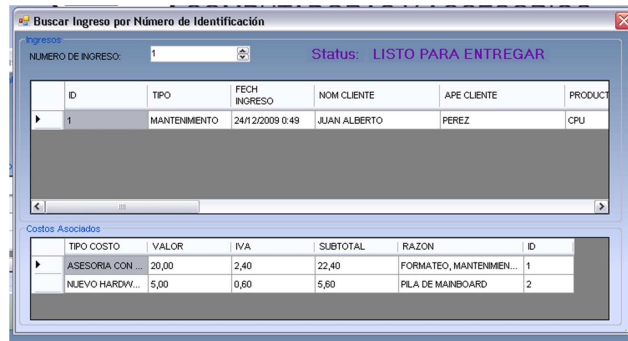 Buscar Ingreso por Número de Identificación
Ingresos
NUMERO DE INGRESO: 1 Status: LISTO PARA ENTREGAR
ID TIPO FECH INGRESO NOM CLIENTE APE CLIENTE PRODUCT
1 MANTENIMIENTO 24/12/2009 0:49 JUAN ALBERTO PEREZ CPU
Costos Asociados
TIPO COSTO VALOR IVA SUBTOTAL RAZON ID
ASESORIA CON ... 20,00 2,40 22,40 FORMATEO, MANTENIMIEN... 1
NUEVO HARDW... 5,00 0,60 5,60 PILA DE MAINBOARD 2